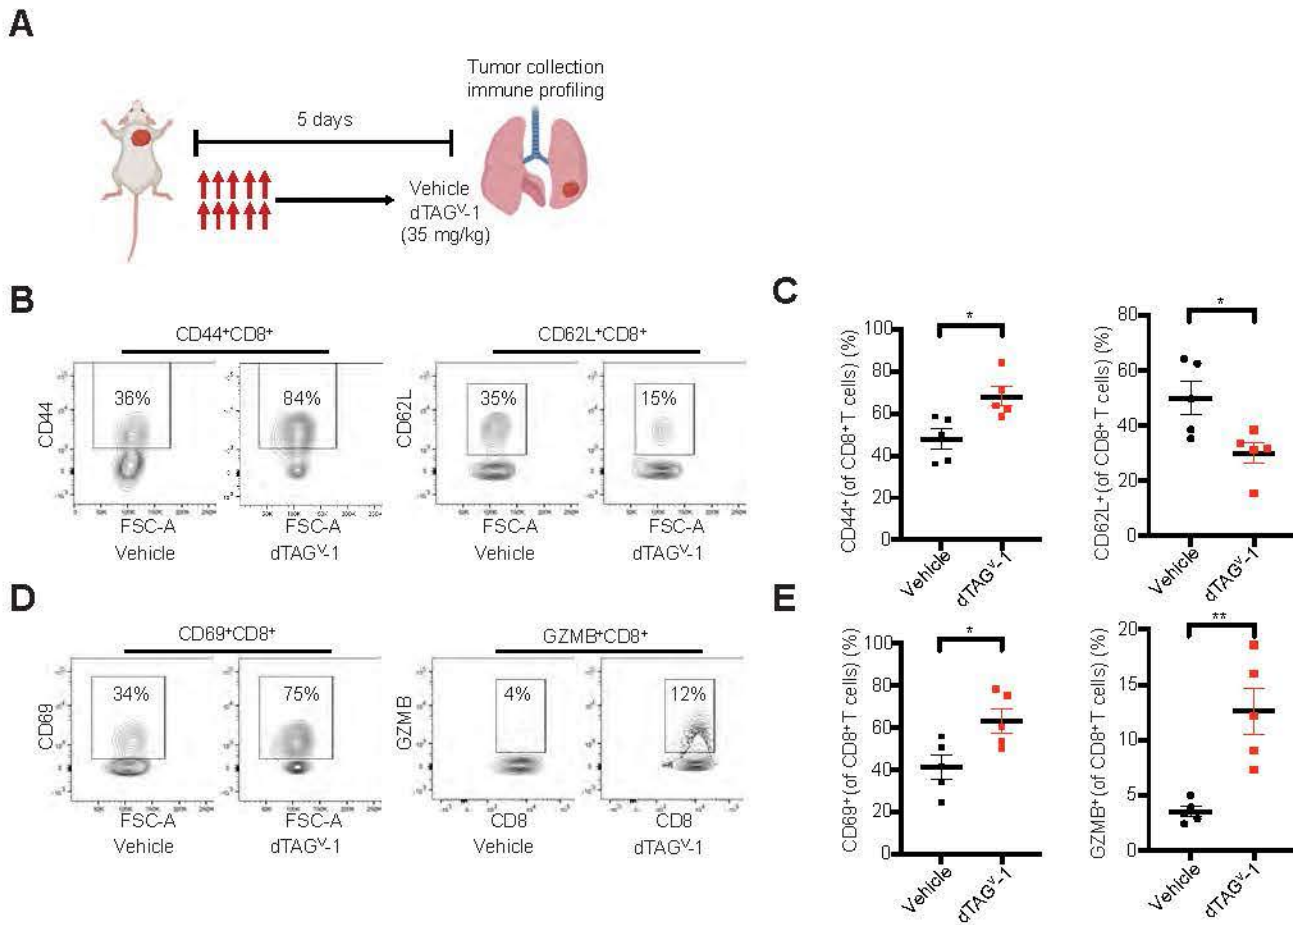 A
Tumor collection
immune profiling
5 days
Vehicle
dTAGⱽ-1
(35 mg/kg)
B
CD44⁺CD8⁺
CD62L⁺CD8⁺
CD44
36%
84%
CD62L
35%
15%
FSC-A
FSC-A
FSC-A
FSC-A
Vehicle
dTAGⱽ-1
Vehicle
dTAGⱽ-1
C
CD44⁺ (of CD8⁺ T cells) (%)
100
80
60
40
20
0
*
Vehicle
dTAGⱽ-1
CD62L⁺ (of CD8⁺ T cells) (%)
80
60
40
20
0
*
Vehicle
dTAGⱽ-1
D
CD69⁺CD8⁺
GZMB⁺CD8⁺
CD69
34%
75%
GZMB
4%
12%
FSC-A
FSC-A
CD8
CD8
Vehicle
dTAGⱽ-1
Vehicle
dTAGⱽ-1
E
CD69⁺ (of CD8⁺T cells) (%)
100
80
60
40
20
0
*
Vehicle
dTAGⱽ-1
GZMB⁺ (of CD8⁺T cells) (%)
20
15
10
5
0
**
Vehicle
dTAGⱽ-1